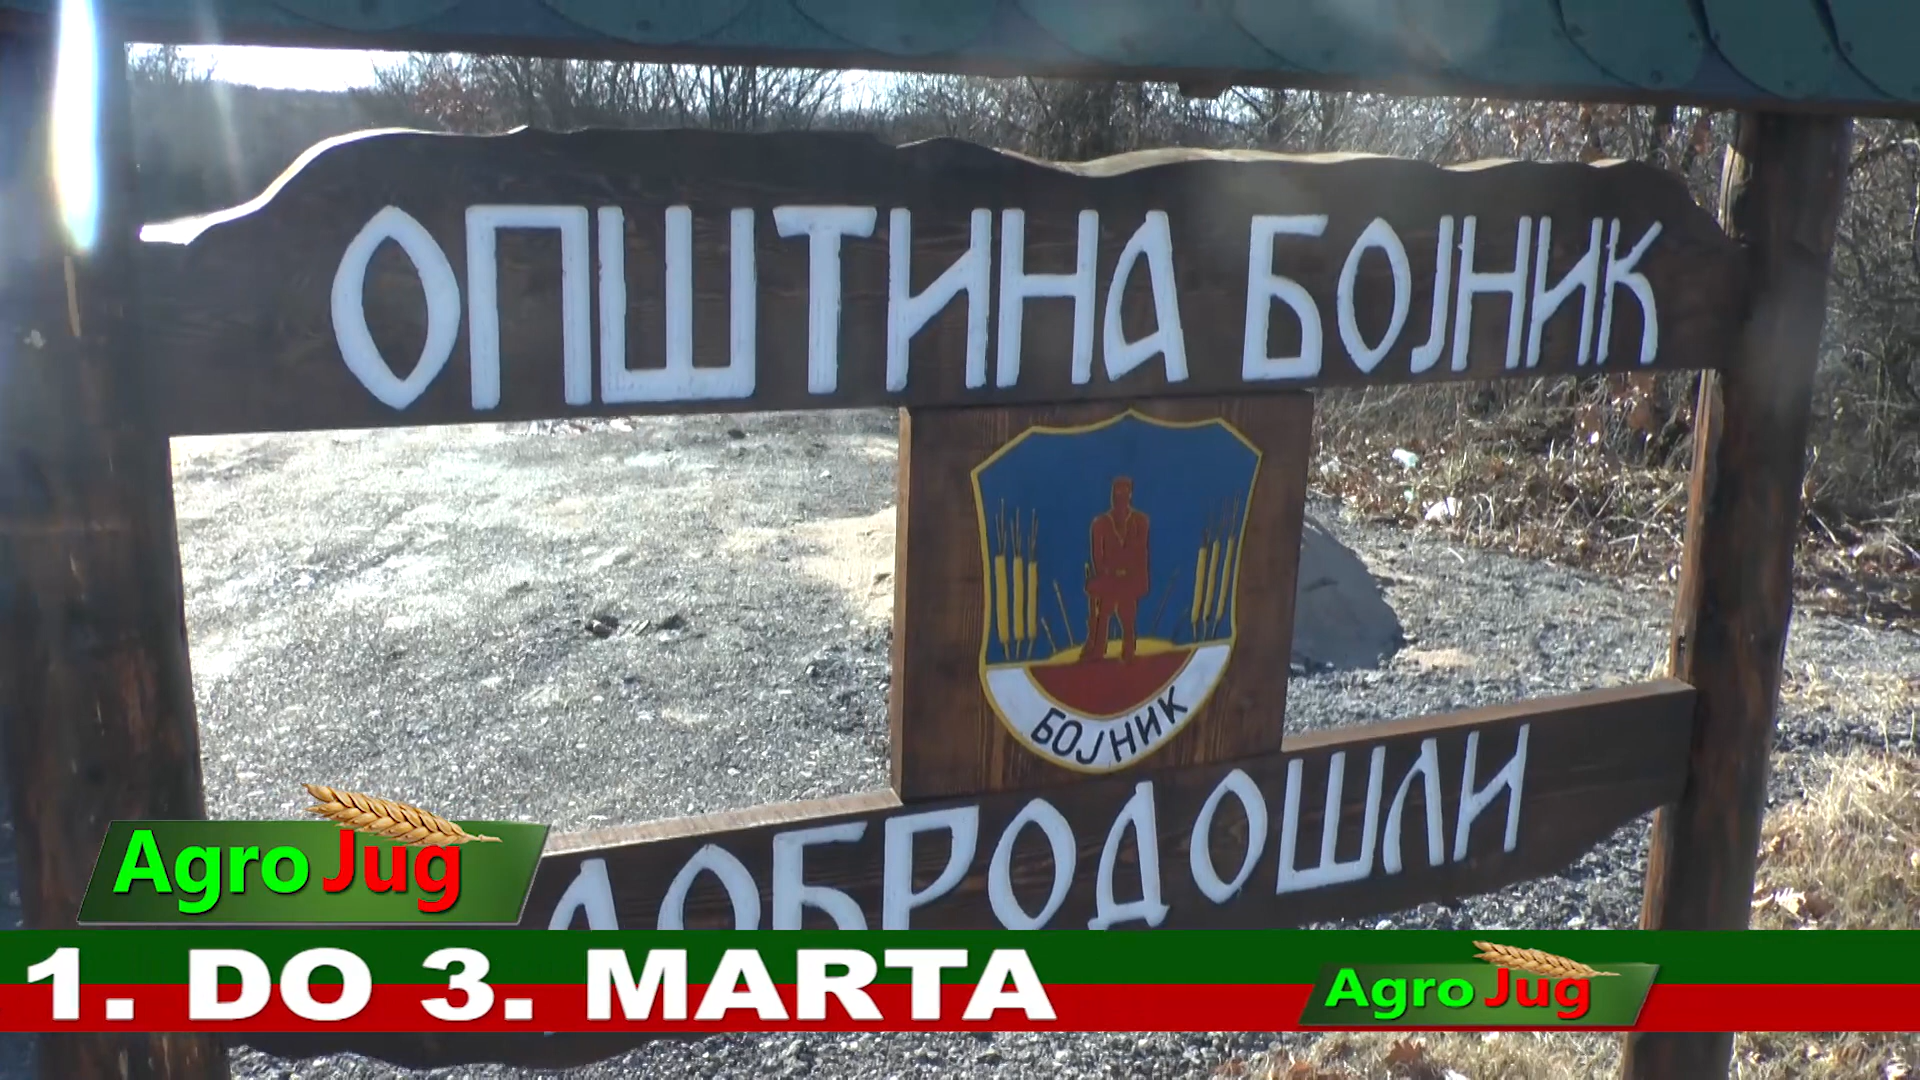 ОПШТИНА БОЈНИК
БОЈНИК
ДОБРОДОШЛИ
Agro Jug
1. DO 3. MARTA
Agro Jug